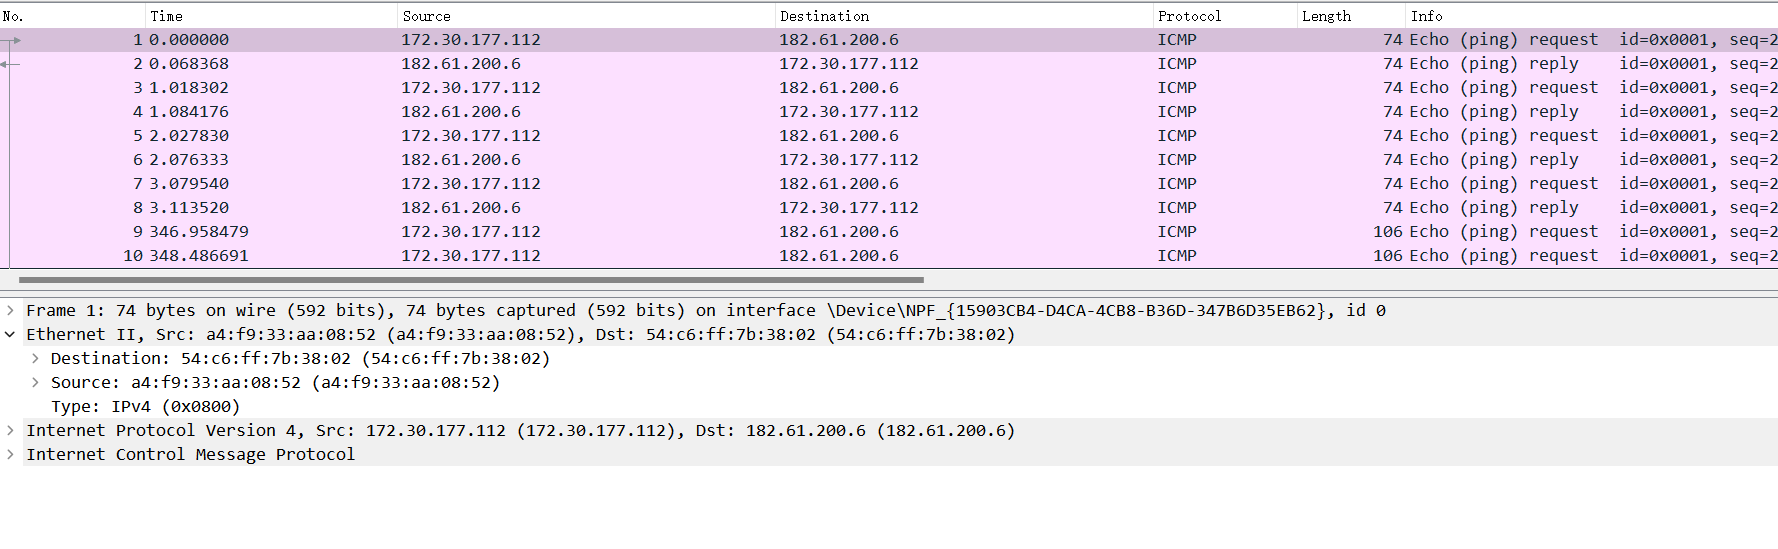 No. Time Source Destination Protocol Length Info
1 0.000000 172.30.177.112 182.61.200.6 ICMP 74 Echo (ping) request id=0x0001, seq=2
2 0.068368 182.61.200.6 172.30.177.112 ICMP 74 Echo (ping) reply id=0x0001, seq=2
3 1.018302 172.30.177.112 182.61.200.6 ICMP 74 Echo (ping) request id=0x0001, seq=2
4 1.084176 182.61.200.6 172.30.177.112 ICMP 74 Echo (ping) reply id=0x0001, seq=2
5 2.027830 172.30.177.112 182.61.200.6 ICMP 74 Echo (ping) request id=0x0001, seq=2
6 2.076333 182.61.200.6 172.30.177.112 ICMP 74 Echo (ping) reply id=0x0001, seq=2
7 3.079540 172.30.177.112 182.61.200.6 ICMP 74 Echo (ping) request id=0x0001, seq=2
8 3.113520 182.61.200.6 172.30.177.112 ICMP 74 Echo (ping) reply id=0x0001, seq=2
9 346.958479 172.30.177.112 182.61.200.6 ICMP 106 Echo (ping) request id=0x0001, seq=2
10 348.486691 172.30.177.112 182.61.200.6 ICMP 106 Echo (ping) request id=0x0001, seq=2
Frame 1: 74 bytes on wire (592 bits), 74 bytes captured (592 bits) on interface \Device\NPF_{15903CB4-D4CA-4CB8-B36D-347B6D35EB62}, id 0
Ethernet II, Src: a4:f9:33:aa:08:52 (a4:f9:33:aa:08:52), Dst: 54:c6:ff:7b:38:02 (54:c6:ff:7b:38:02)
Destination: 54:c6:ff:7b:38:02 (54:c6:ff:7b:38:02)
Source: a4:f9:33:aa:08:52 (a4:f9:33:aa:08:52)
Type: IPv4 (0x0800)
Internet Protocol Version 4, Src: 172.30.177.112 (172.30.177.112), Dst: 182.61.200.6 (182.61.200.6)
Internet Control Message Protocol